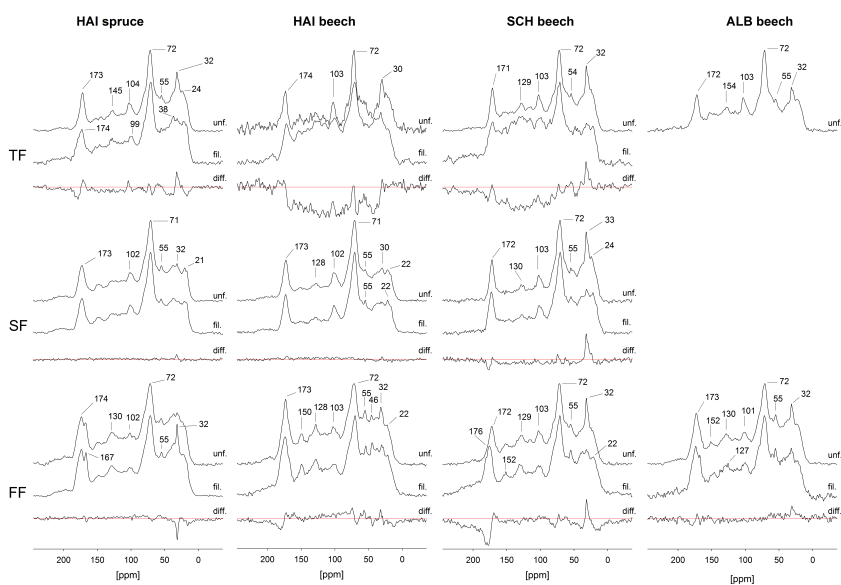 HAI spruce HAI beech SCH beech ALB beech
72 72 72 72
32 32
173 145 104 55 24 174 103 30 171 129 103 54 172 154 103 55 32
unf. unf. unf. unf.
174 99 38
TF fil. fil. fil.
diff. diff. diff.
71 71 72
173 102 55 32 21 173 128 102 55 30 22 172 130 103 55 33 24
unf. unf. unf.
55 22
SF fil. fil. fil.
diff. diff. diff.
72 72 72 72
174 130 102 32 173 150 128 103 55 46 32 22 172 129 103 55 32 173 152 130 101 55 32
unf. unf. unf. unf.
167 55 176 152 22 127
FF fil. fil. fil. fil.
diff. diff. diff. diff.
200 150 100 50 0 200 150 100 50 0 200 150 100 50 0 200 150 100 50 0
[ppm] [ppm] [ppm] [ppm]